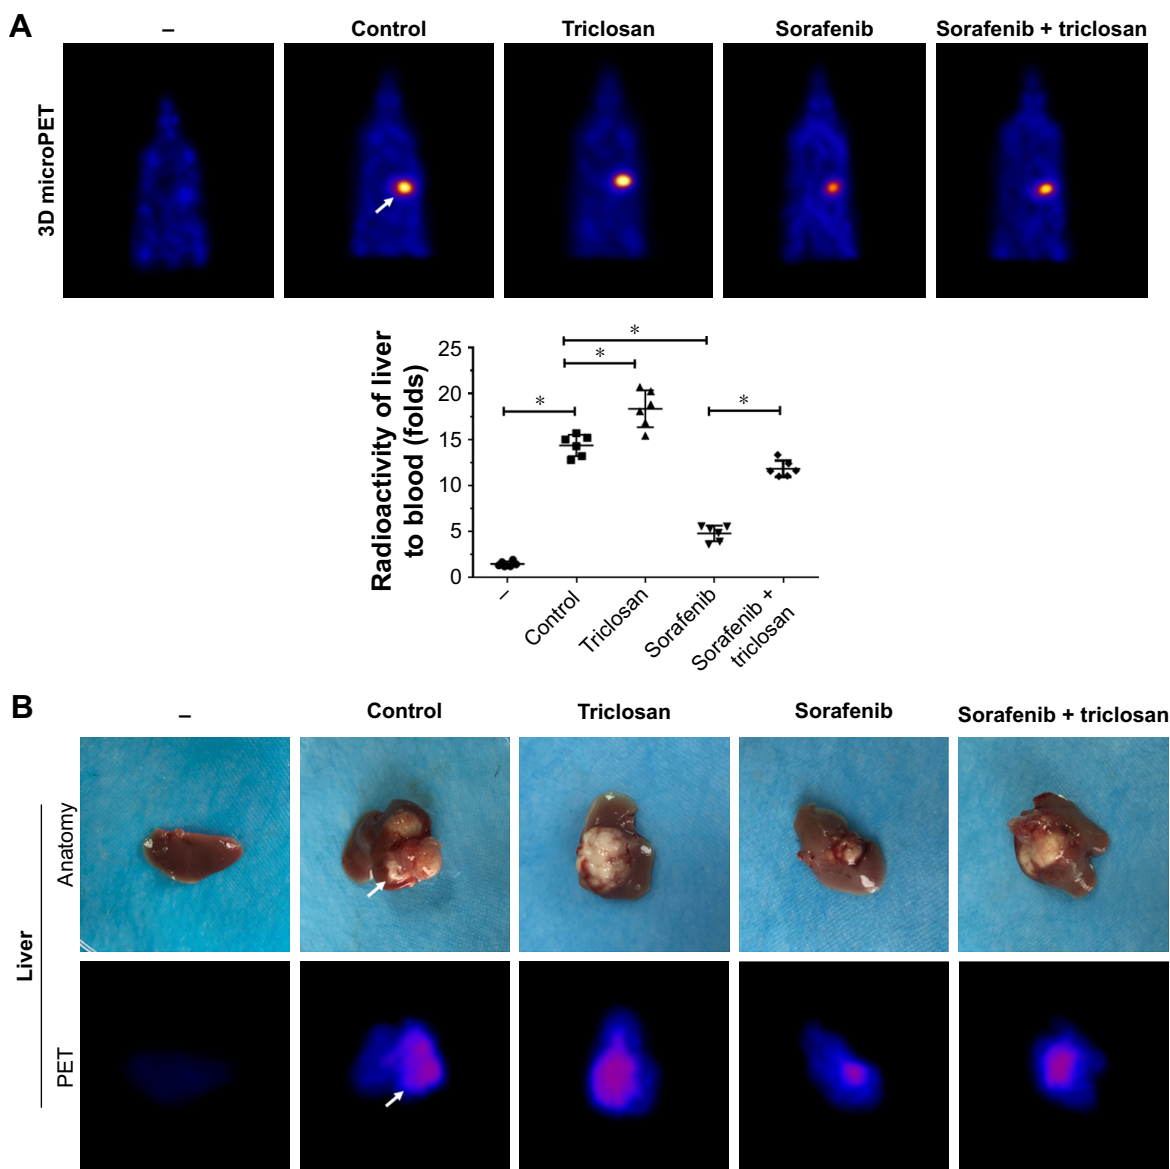 A
–
Control
Triclosan
Sorafenib
Sorafenib + triclosan
3D microPET
Radioactivity of liver
to blood (folds)
25
20
15
10
5
0
*
*
*
*
–
Control
Triclosan
Sorafenib
Sorafenib +
triclosan
B
–
Control
Triclosan
Sorafenib
Sorafenib + triclosan
Liver
Anatomy
PET